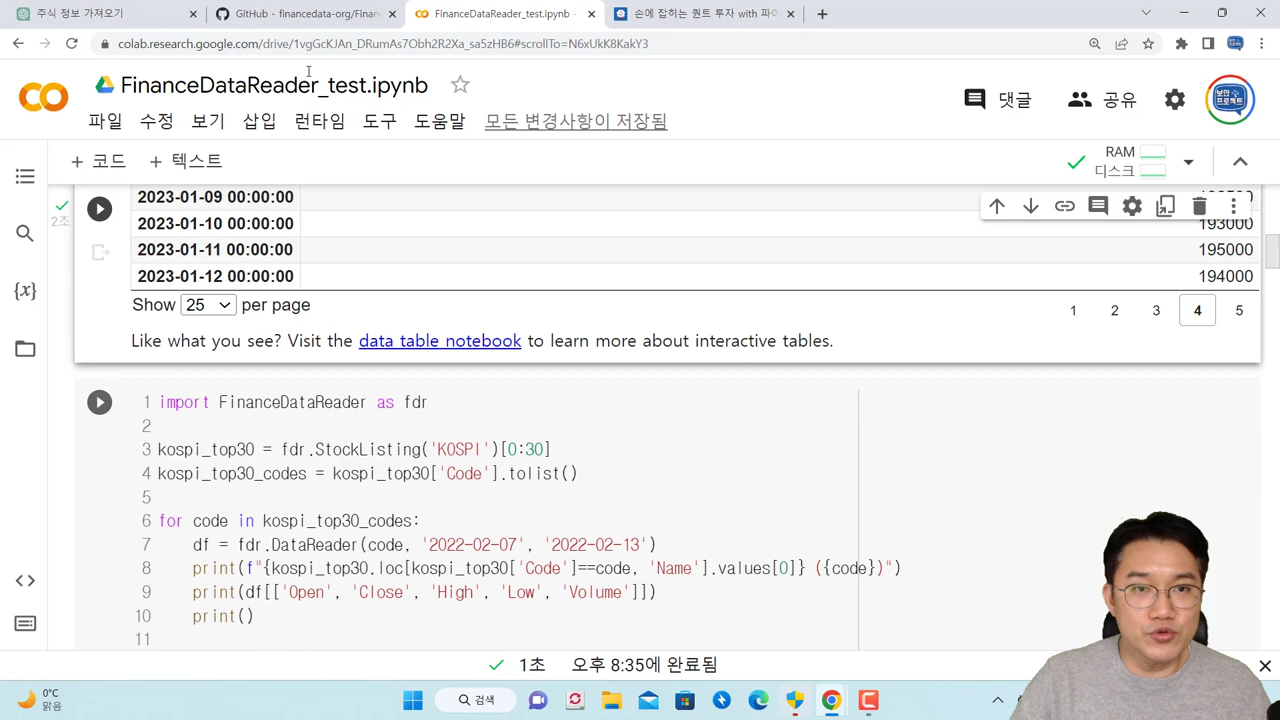 주식 정보 가져오기
GitHub - financedata-org/Finan
FinanceDataReader_test.ipynb -
손에 잡히는 퀀트 투자 with 파이
colab.research.google.com/drive/1vgGcKJAn_DRumAs7Obh2R2Xa_sa5zHB6#scrollTo=N6xUkK8KakY3
FinanceDataReader_test.ipynb
댓글
공유
보안
프로젝트
파일 수정 보기 삽입 런타임 도구 도움말 모든 변경사항이 저장됨
+ 코드 + 텍스트
RAM
디스크
2초
2023-01-09 00:00:00
2023-01-10 00:00:00 193000
2023-01-11 00:00:00 195000
2023-01-12 00:00:00 194000
Show 25 per page
1 2 3 4 5
Like what you see? Visit the data table notebook to learn more about interactive tables.
1 import FinanceDataReader as fdr
2
3 kospi_top30 = fdr.StockListing('KOSPI')[0:30]
4 kospi_top30_codes = kospi_top30['Code'].tolist()
5
6 for code in kospi_top30_codes:
7 df = fdr.DataReader(code, '2022-02-07', '2022-02-13')
8 print(f"{kospi_top30.loc[kospi_top30['Code']==code, 'Name'].values[0]} ({code})")
9 print(df[['Open', 'Close', 'High', 'Low', 'Volume']])
10 print()
11
1초 오후 8:35에 완료됨
0°C
맑음
검색